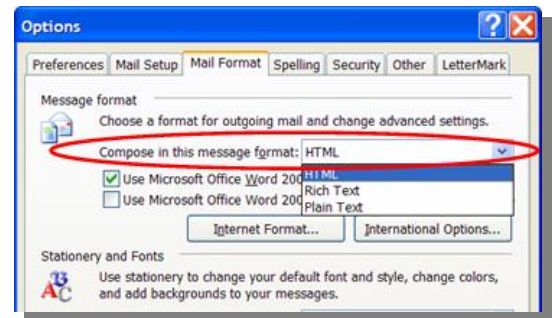 Options
Preferences Mail Setup Mail Format Spelling Security Other LetterMark
Message format
Choose a format for outgoing mail and change advanced settings.
Compose in this message format: HTML
HTML
Use Microsoft Office Word 200
Rich Text
Use Microsoft Office Word 200
Plain Text
Internet Format... International Options...
Stationery and Fonts
Use stationery to change your default font and style, change colors,
and add backgrounds to your messages.